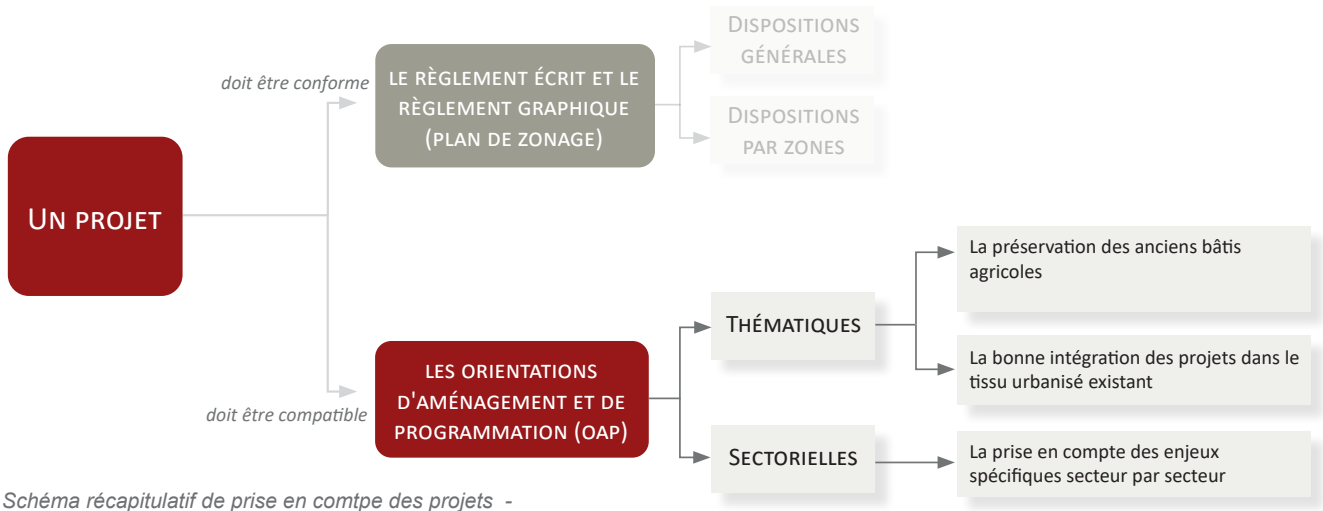 UN PROJET
doit être conforme
LE RÈGLEMENT ÉCRIT ET LE
RÈGLEMENT GRAPHIQUE
(PLAN DE ZONAGE)
DISPOSITIONS
GÉNÉRALES
DISPOSITIONS
PAR ZONES
doit être compatible
LES ORIENTATIONS
D'AMÉNAGEMENT ET DE
PROGRAMMATION (OAP)
THÉMATIQUES
La préservation des anciens bâtis
agricoles
La bonne intégration des projets dans le
tissu urbanisé existant
SECTORIELLES
La prise en compte des enjeux
spécifiques secteur par secteur
Schéma récapitulatif de prise en comtpe des projets -